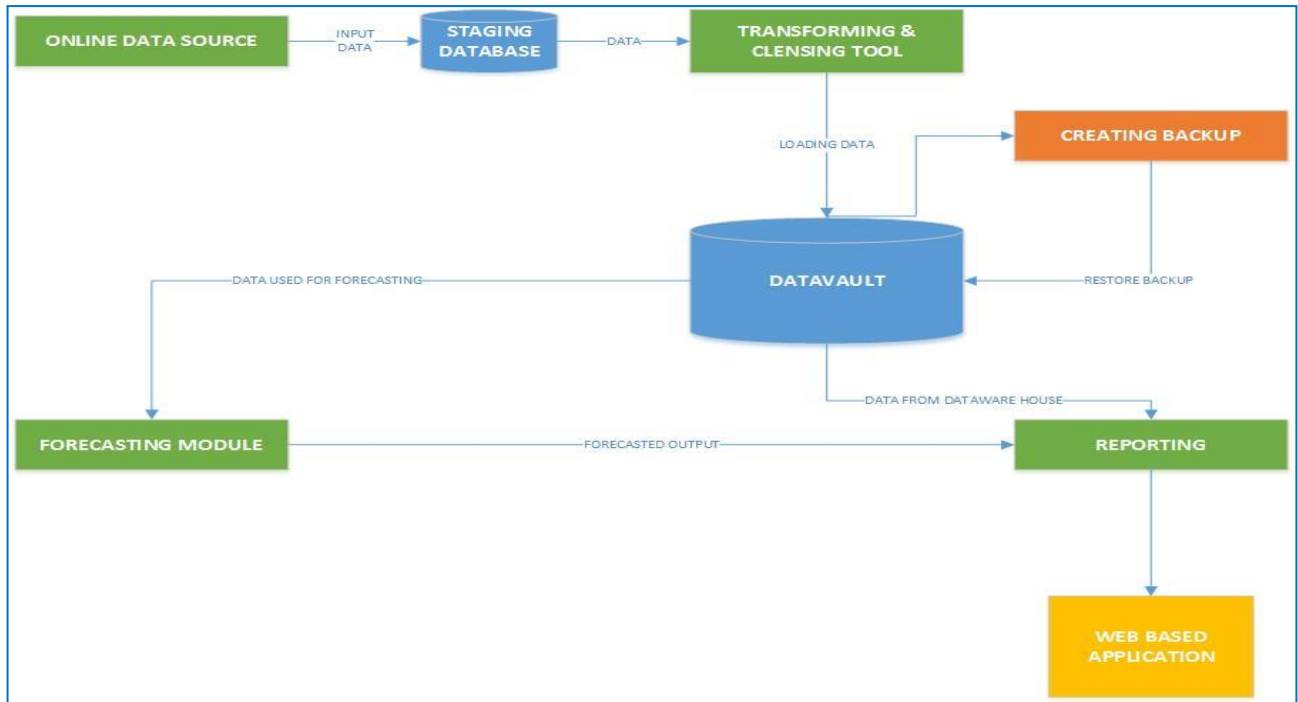 ONLINE DATA SOURCE
INPUT
DATA
STAGING
DATABASE
DATA
TRANSFORMING &
CLENSING TOOL
LOADING DATA
CREATING BACKUP
DATAVAULT
DATA USED FOR FORECASTING
RESTORE BACKUP
DATA FROM DATAWARE HOUSE
FORECASTING MODULE
FORECASTED OUTPUT
REPORTING
WEB BASED
APPLICATION